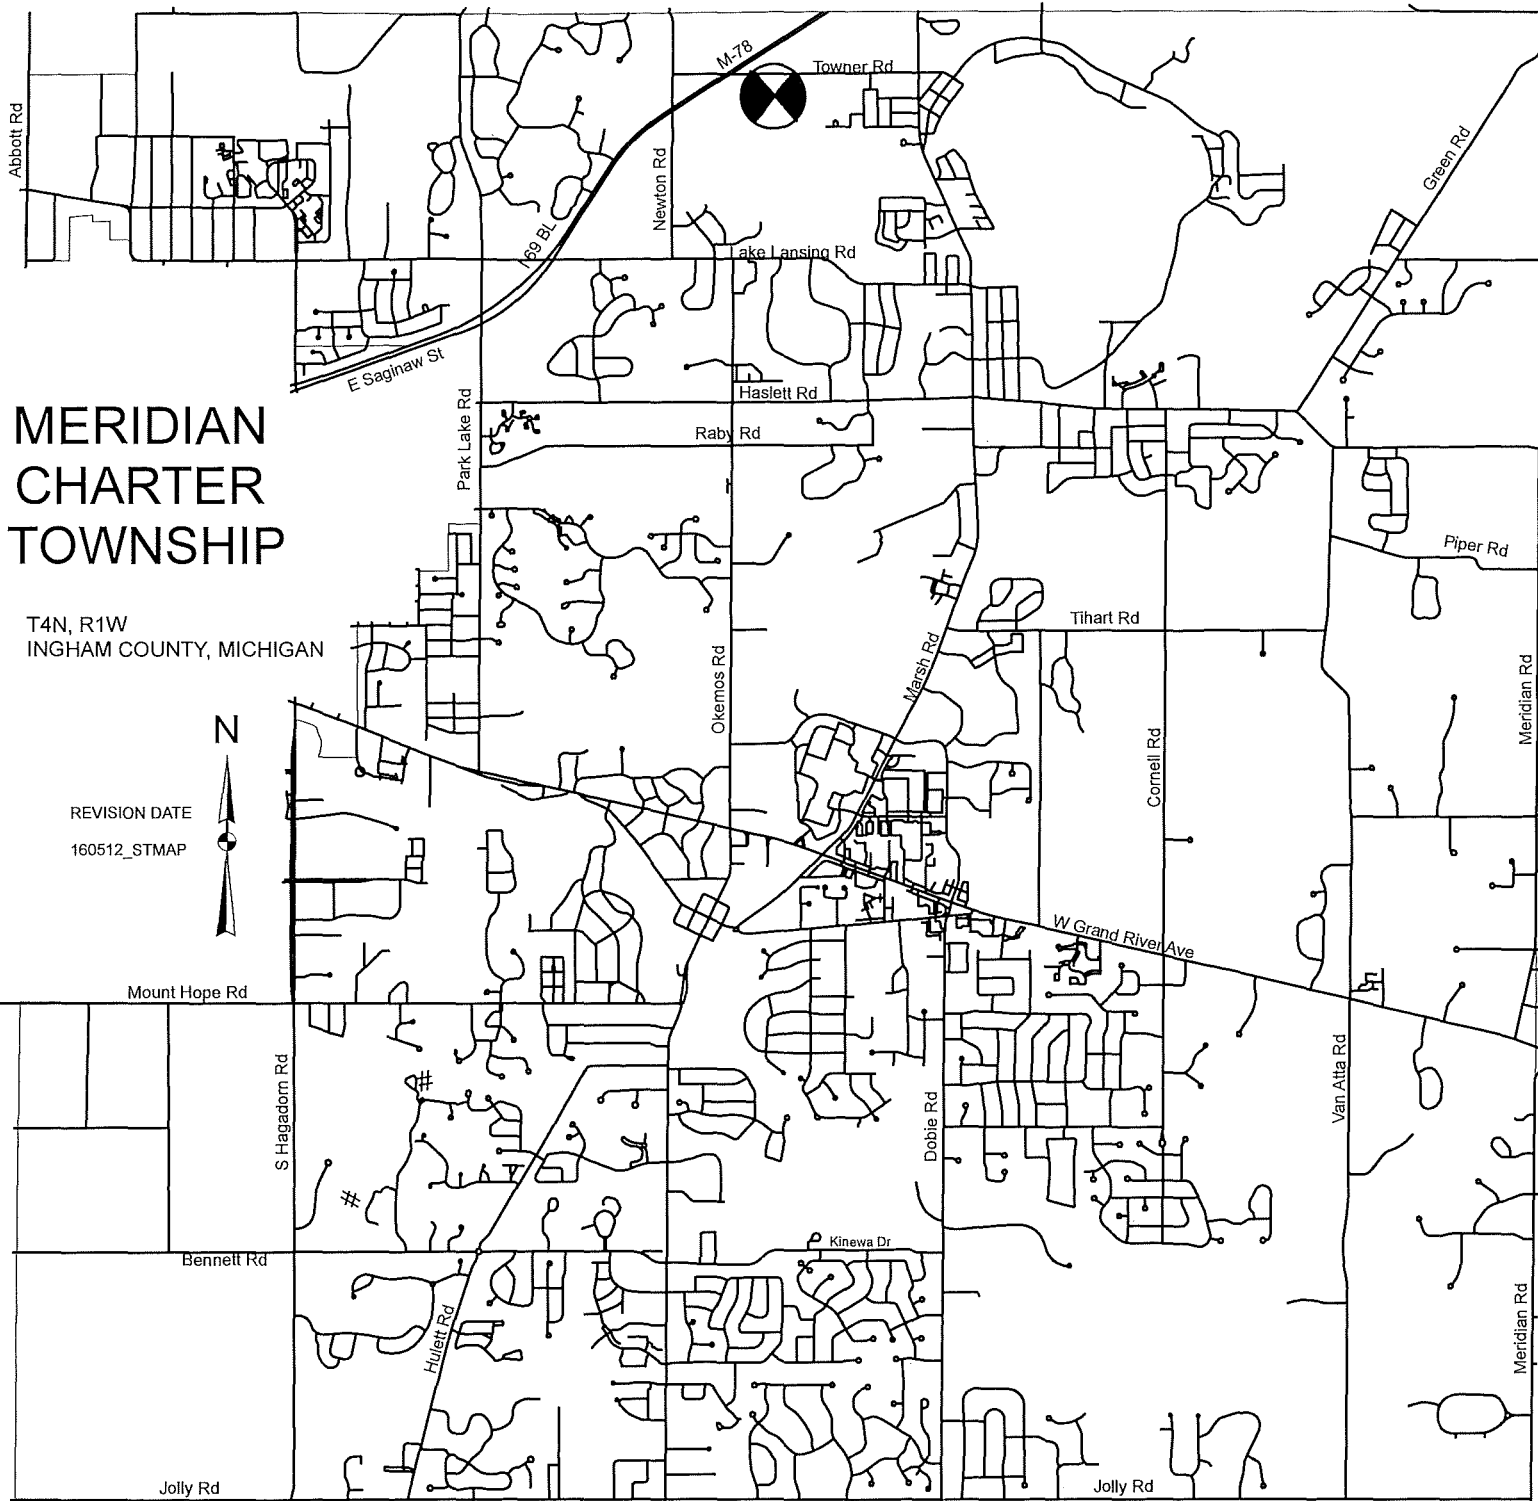 M-78
Towner Rd
Abbott Rd
Newton Rd
Green Rd
I 69 BL
Lake Lansing Rd
E Saginaw St
Haslett Rd
Park Lake Rd
Raby Rd
MERIDIAN
CHARTER
TOWNSHIP
Piper Rd
T4N, R1W
INGHAM COUNTY, MICHIGAN
Tihart Rd
Okemos Rd
Marsh Rd
Meridian Rd
N
Cornell Rd
REVISION DATE
160512_STMAP
W Grand River Ave
Mount Hope Rd
S Hagadorn Rd
#
Van Atta Rd
Dobie Rd
#
Kinewa Dr
Bennett Rd
Hulett Rd
Meridian Rd
Jolly Rd
Jolly Rd